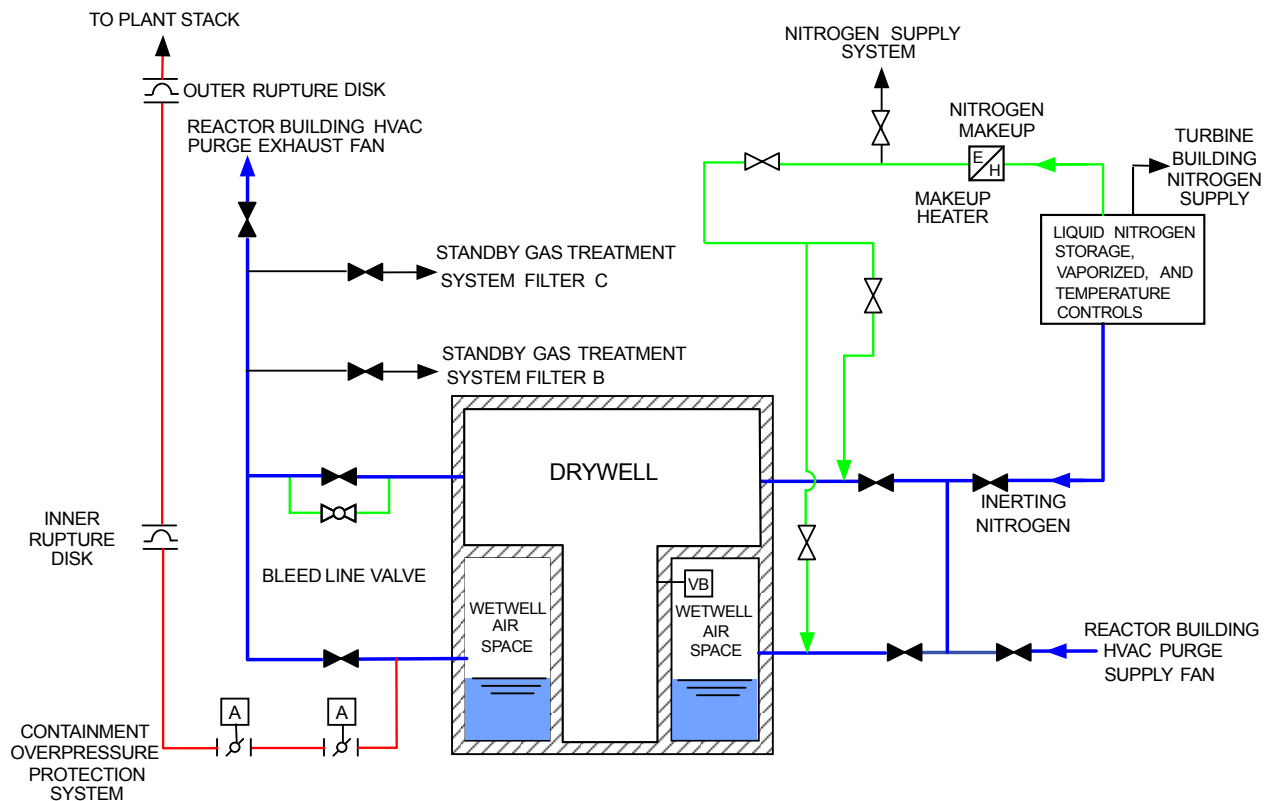 TO PLANT STACK
OUTER RUPTURE DISK
REACTOR BUILDING HVAC
PURGE EXHAUST FAN
NITROGEN SUPPLY
SYSTEM
NITROGEN
MAKEUP
E
H
MAKEUP
HEATER
TURBINE
BUILDING
NITROGEN
SUPPLY
LIQUID NITROGEN
STORAGE,
VAPORIZED, AND
TEMPERATURE
CONTROLS
STANDBY GAS TREATMENT
SYSTEM FILTER C
STANDBY GAS TREATMENT
SYSTEM FILTER B
DRYWELL
INERTING
NITROGEN
INNER
RUPTURE
DISK
BLEED LINE VALVE
WETWELL
AIR
SPACE
VB
WETWELL
AIR
SPACE
REACTOR BUILDING
HVAC PURGE
SUPPLY FAN
A
A
CONTAINMENT
OVERPRESSURE
PROTECTION
SYSTEM